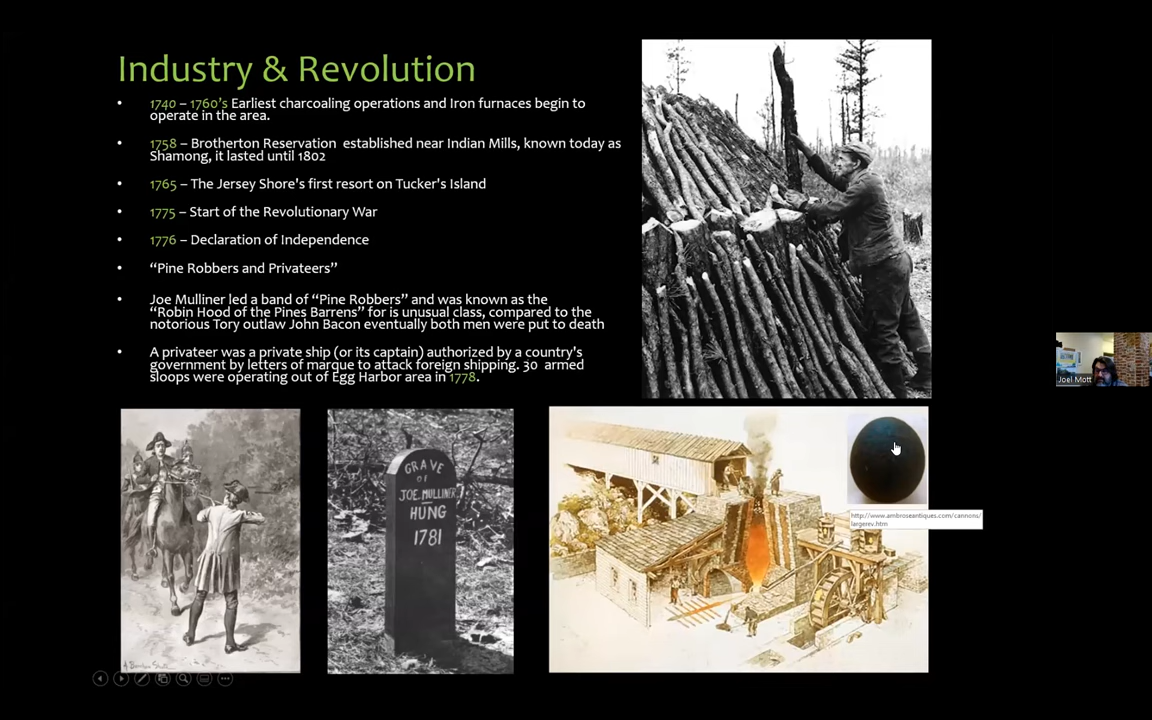 Industry & Revolution
• 1740 – 1760's Earliest charcoaling operations and Iron furnaces begin to
operate in the area.
• 1758 – Brotherton Reservation established near Indian Mills, known today as
Shamong, it lasted until 1802
• 1765 – The Jersey Shore's first resort on Tucker's Island
• 1775 – Start of the Revolutionary War
• 1776 – Declaration of Independence
• “Pine Robbers and Privateers”
• Joe Mulliner led a band of “Pine Robbers” and was known as the
“Robin Hood of the Pines Barrens” for is unusual class, compared to the
notorious Tory outlaw John Bacon eventually both men were put to death
• A privateer was a private ship (or its captain) authorized by a country's
government by letters of marque to attack foreign shipping. 30 armed
sloops were operating out of Egg Harbor area in 1778.
GRAVE
of
JOE. MULLINER
HUNG
1781
http://www.ambroseantiques.com/cannons/
largerev.htm
Joel Mott